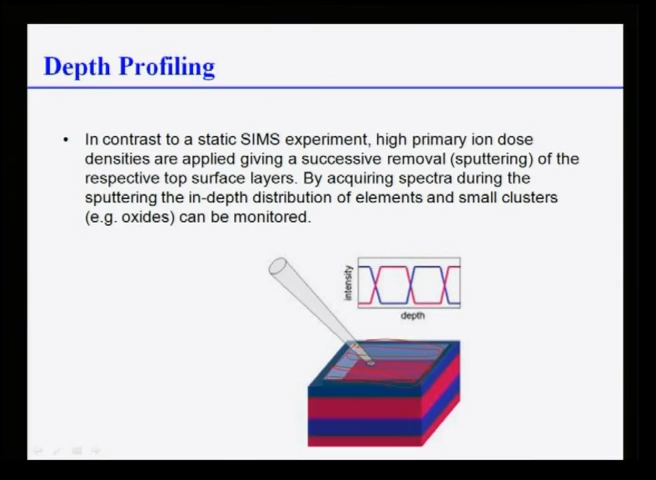 Depth Profiling
• In contrast to a static SIMS experiment, high primary ion dose
densities are applied giving a successive removal (sputtering) of the
respective top surface layers. By acquiring spectra during the
sputtering the in-depth distribution of elements and small clusters
(e.g. oxides) can be monitored.
intensity
depth